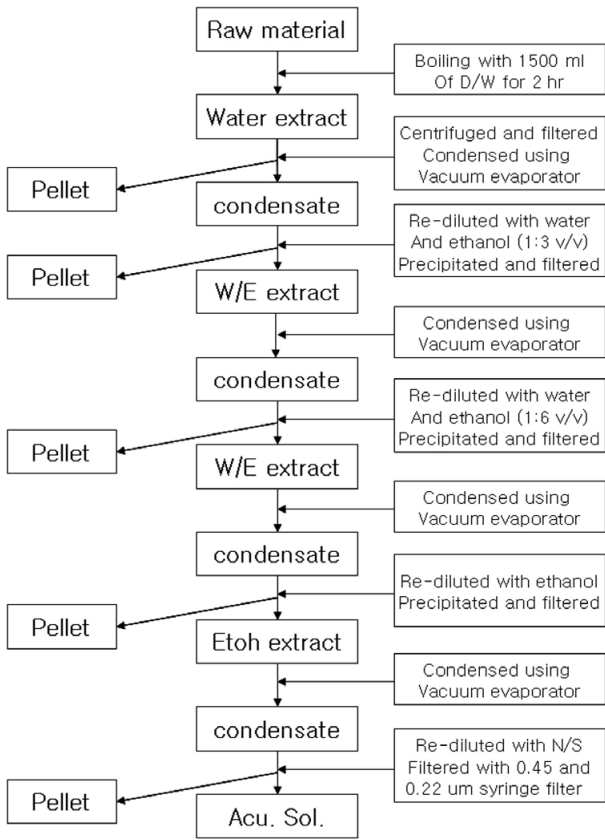 Raw material
Boiling with 1500 ml
Of D/W for 2 hr
Water extract
Centrifuged and filtered
Condensed using
Vacuum evaporator
Pellet
condensate
Re-diluted with water
And ethanol (1:3 v/v)
Precipitated and filtered
Pellet
W/E extract
Condensed using
Vacuum evaporator
condensate
Re-diluted with water
And ethanol (1:6 v/v)
Precipitated and filtered
Pellet
W/E extract
Condensed using
Vacuum evaporator
condensate
Re-diluted with ethanol
Precipitated and filtered
Pellet
Etoh extract
Condensed using
Vacuum evaporator
condensate
Re-diluted with N/S
Filtered with 0.45 and
0.22 um syringe filter
Pellet
Acu. Sol.